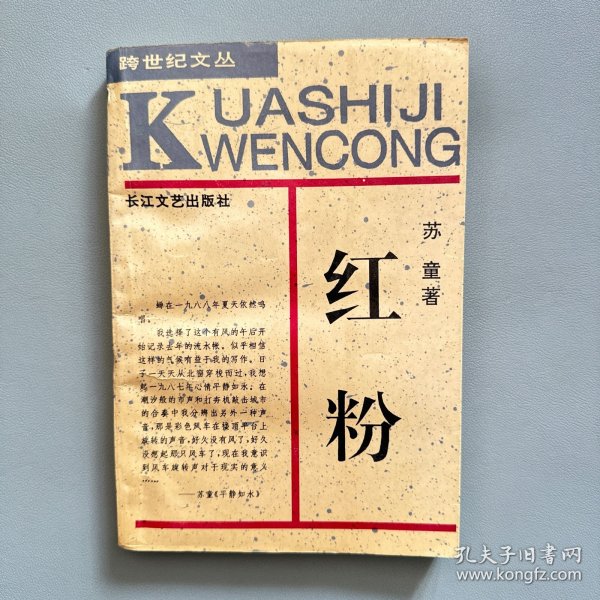 跨世纪文丛
KUASHIJI
WENCONG
长江文艺出版社
苏童著
红粉
蝉在一九八八年夏天依然鸣
唱。
我选择了这个有风的午后开
始记录去年的流水帐。似乎相信
这样的气候有益于我的写作。日
子一天天从北窗穿梭而过，我想
起一九八七年心情平静如水。在
潮汐般的市声和打夯机敲击城市
的合奏中我分辨出另外一种声
音，那是彩色风车在楼顶平台上
旋转的声音，好久没有风了，好久
没想起那只风车了，现在我意识
到风车旋转声对于现实的意义
……
——苏童《平静如水》
孔夫子旧书网
www.kongfz.com